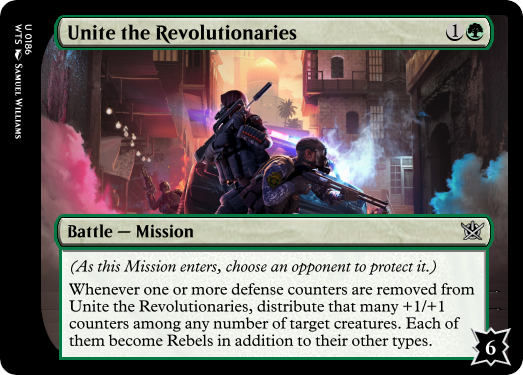 Unite the Revolutionaries 1
Battle — Mission
(As this Mission enters, choose an opponent to protect it.)
Whenever one or more defense counters are removed from
Unite the Revolutionaries, distribute that many +1/+1
counters among any number of target creatures. Each of
them become Rebels in addition to their other types.
6
U 0186
WTS SAMUEL WILLIAMS